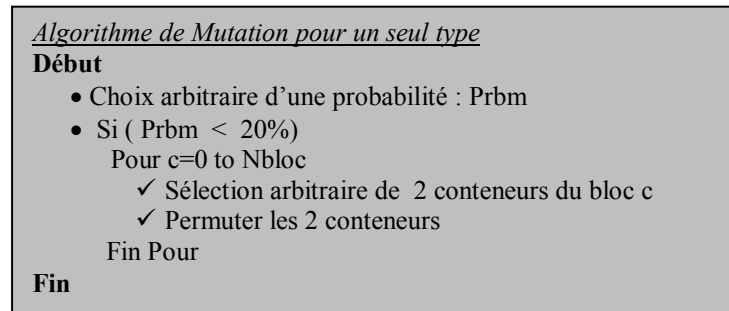 Algorithme de Mutation pour un seul type
Début
• Choix arbitraire d’une probabilité : Prbm
• Si ( Prbm < 20%)
Pour c=0 to Nbloc
✓ Sélection arbitraire de 2 conteneurs du bloc c
✓ Permuter les 2 conteneurs
Fin Pour
Fin